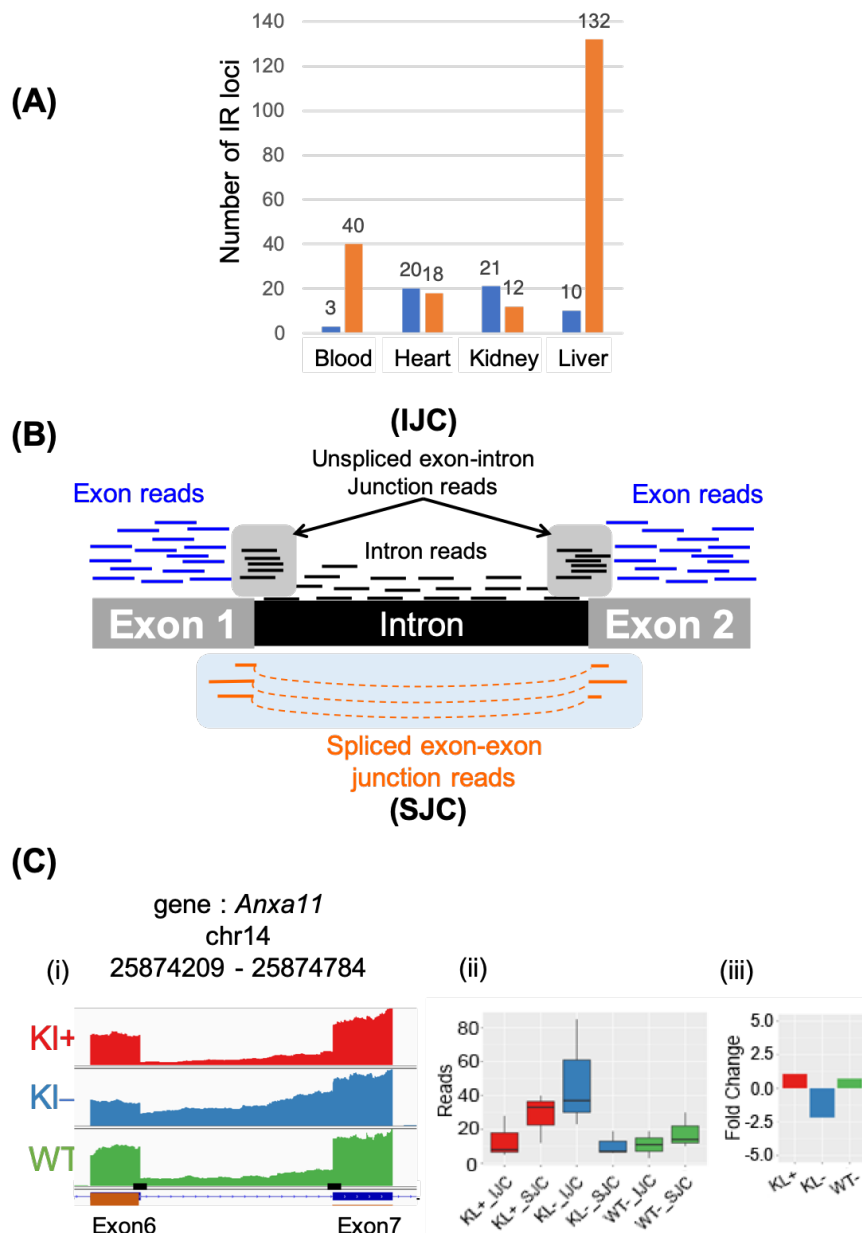 (A)
Number of IR loci
140
120
100
80
60
40
20
0
3
40
20
18
21
12
10
132
Blood
Heart
Kidney
Liver
(B)
(IJC)
Unspliced exon-intron
Junction reads
Exon reads
Exon reads
Intron reads
Exon 1
Intron
Exon 2
Spliced exon-exon
junction reads
(SJC)
(C)
gene : Anxa11
chr14
25874209 - 25874784
(i)
KI+
KI–
WT
Exon6
Exon7
(ii)
Reads
80
60
40
20
0
KL+_IJC
KL+_SJC
KL-_IJC
KL-_SJC
WT-_IJC
WT-_SJC
(iii)
Fold Change
5.0
2.5
0.0
-2.5
-5.0
KL+
KL-
WT-